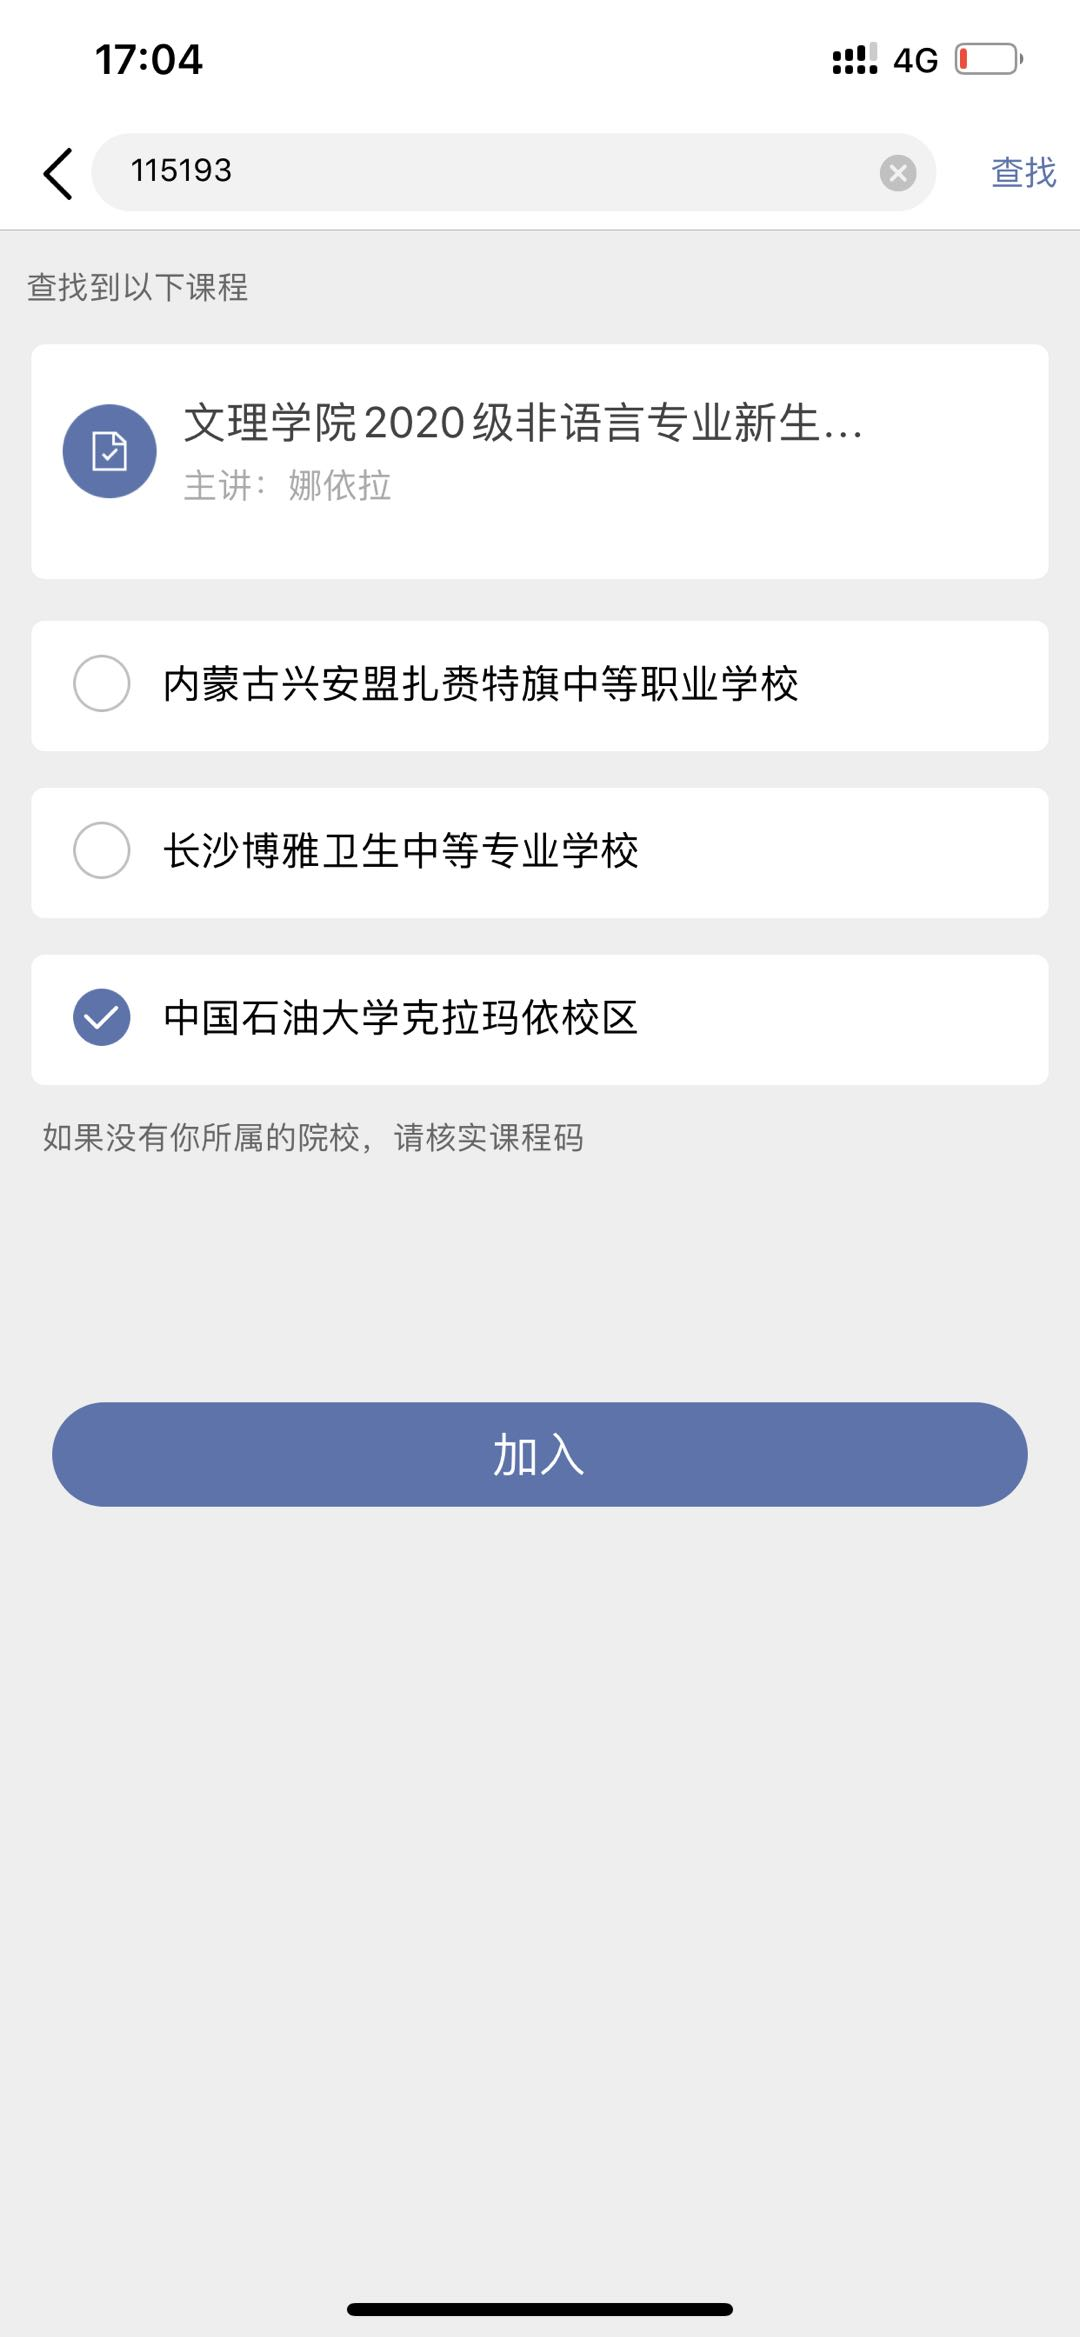 17:04
4G
115193
查找
查找到以下课程
文理学院2020级非语言专业新生...
主讲：娜依拉
内蒙古兴安盟扎赉特旗中等职业学校
长沙博雅卫生中等专业学校
中国石油大学克拉玛依校区
如果没有你所属的院校，请核实课程码
加入